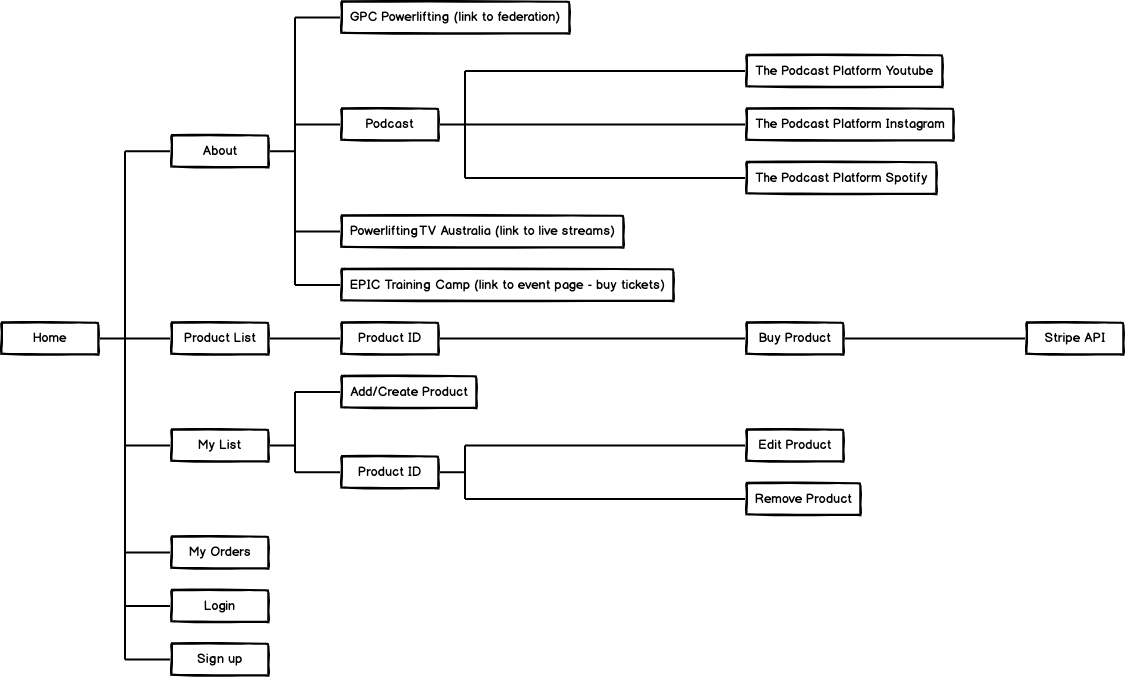 GPC Powerlifting (link to federation)
The Podcast Platform Youtube
Podcast
The Podcast Platform Instagram
About
The Podcast Platform Spotify
PowerliftingTV Australia (link to live streams)
EPIC Training Camp (link to event page - buy tickets)
Home
Product List
Product ID
Buy Product
Stripe API
Add/Create Product
My List
Edit Product
Product ID
Remove Product
My Orders
Login
Sign up